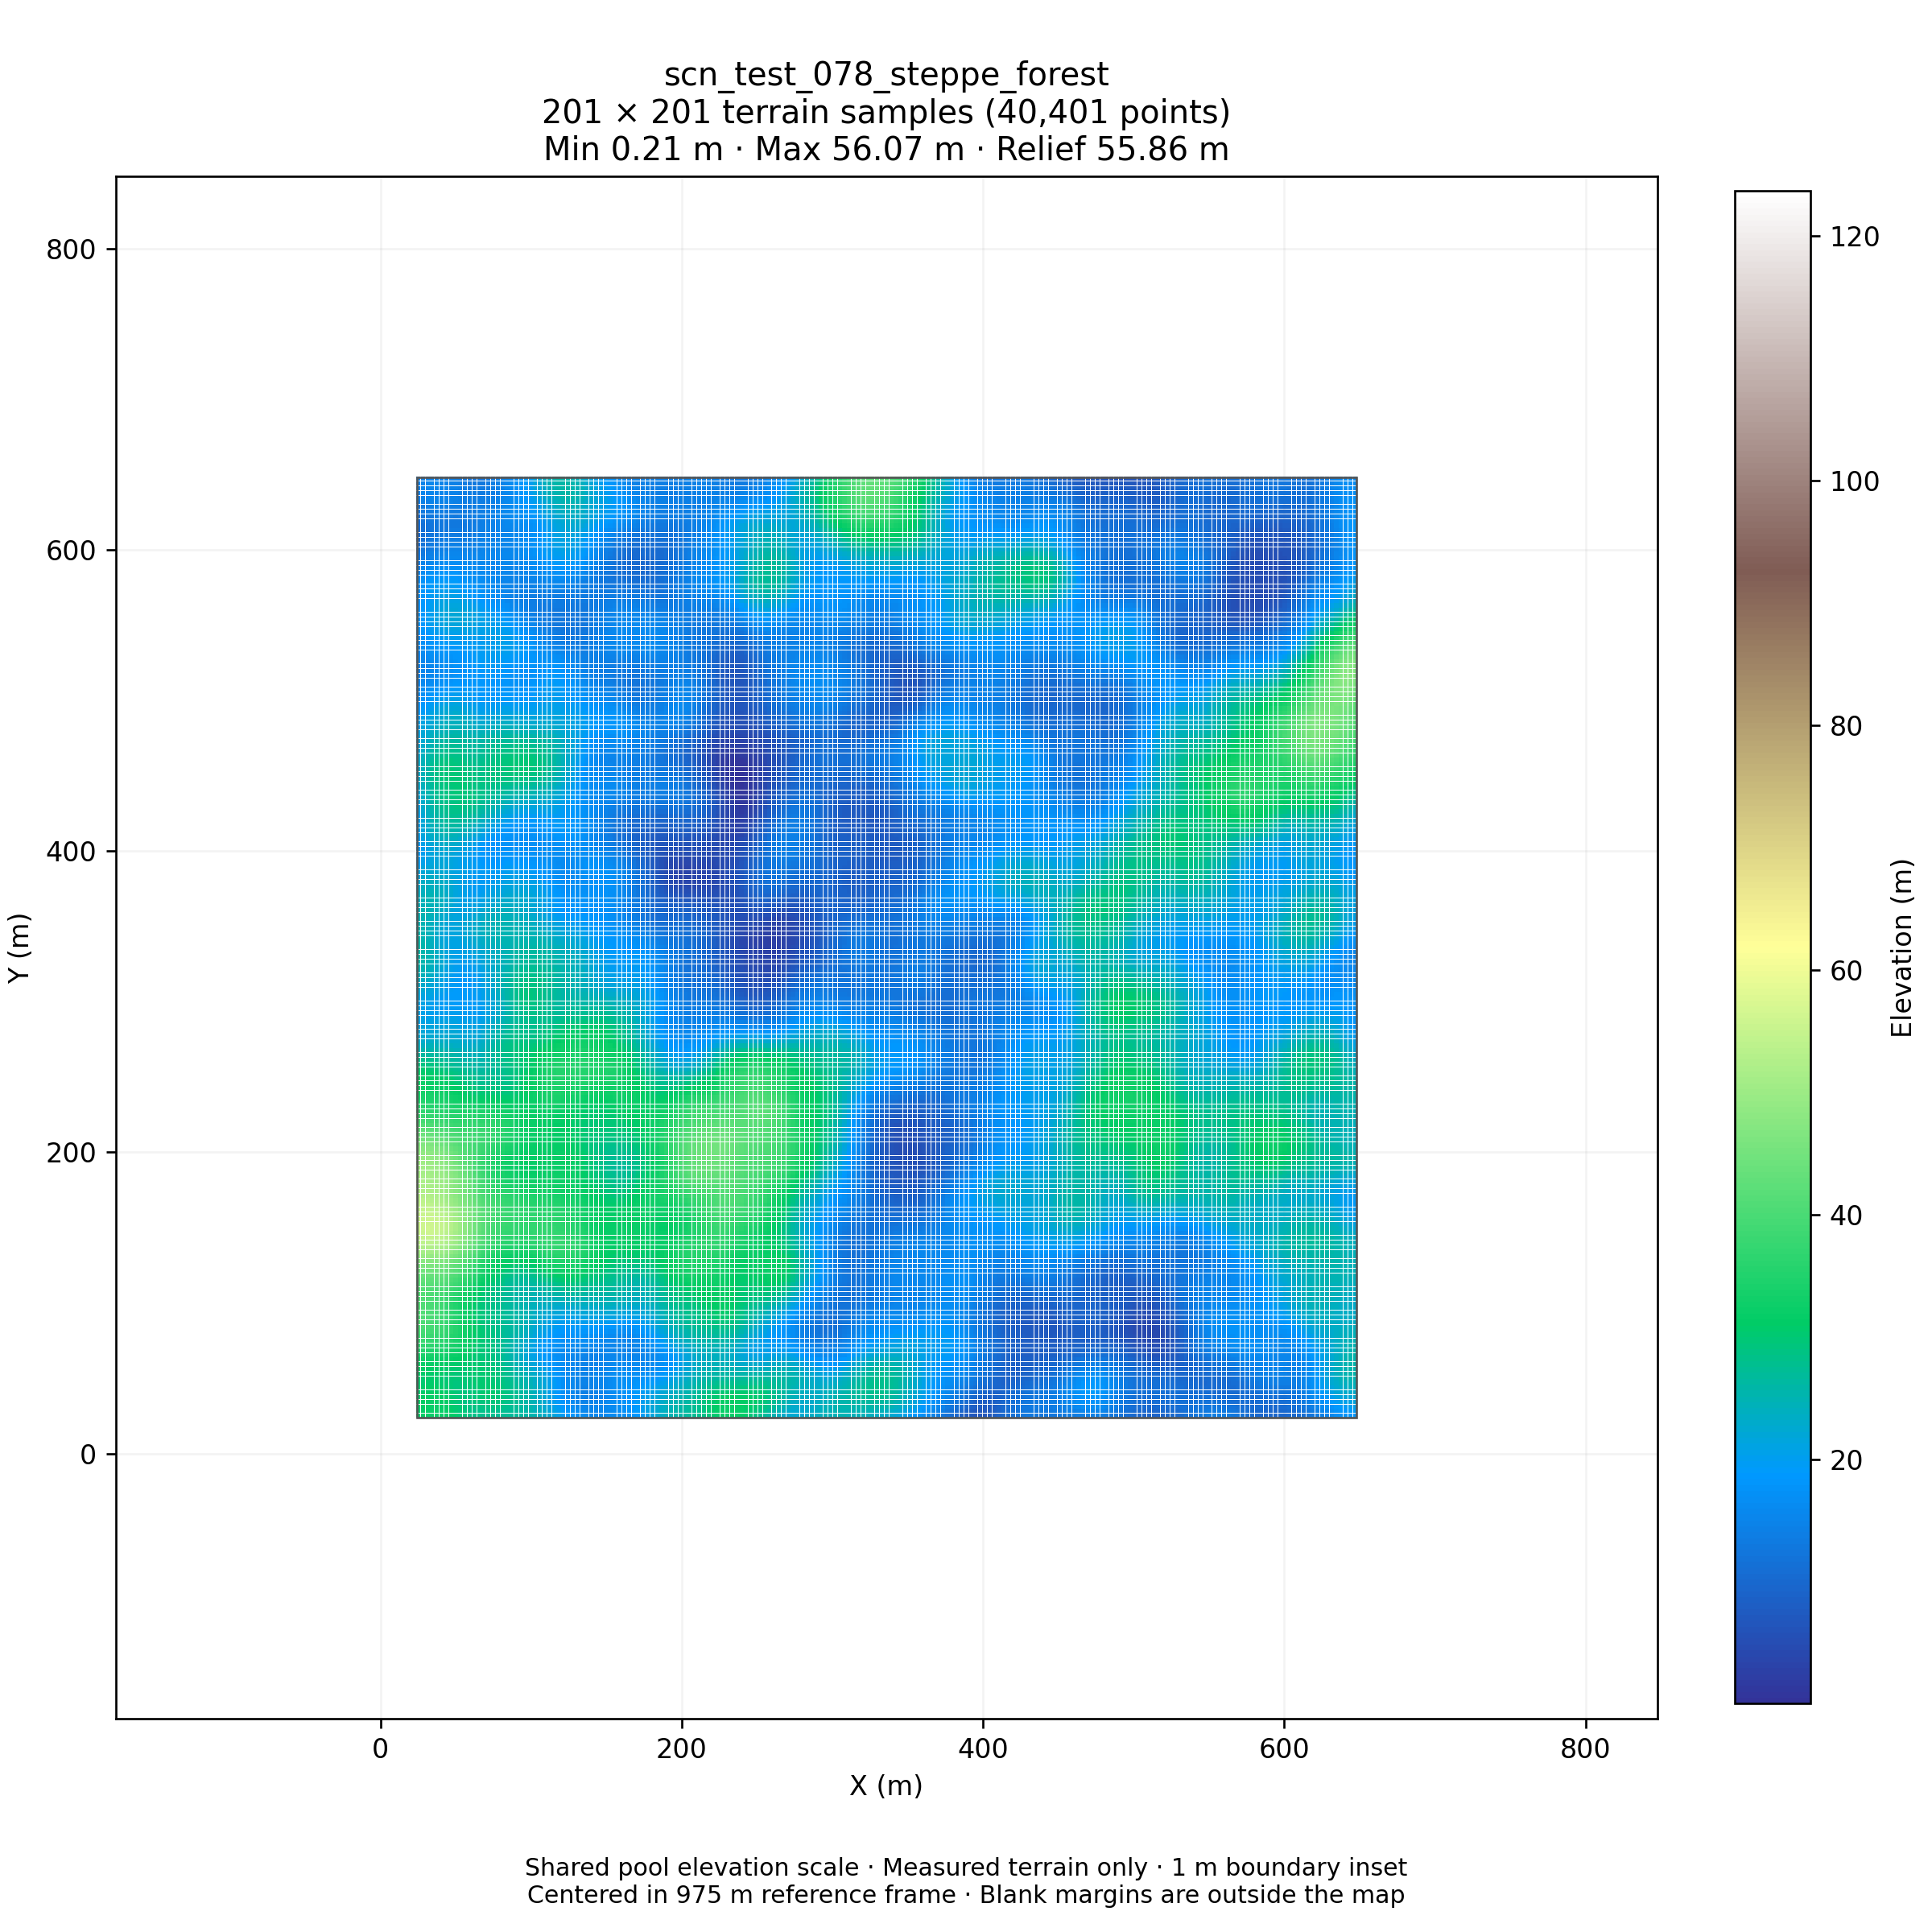 scn_test_078_steppe_forest
201 × 201 terrain samples (40,401 points)
Min 0.21 m · Max 56.07 m · Relief 55.86 m
800
600
400
200
0
Y (m)
0
200
400
600
800
X (m)
120
100
80
60
40
20
Elevation (m)
Shared pool elevation scale · Measured terrain only · 1 m boundary inset
Centered in 975 m reference frame · Blank margins are outside the map